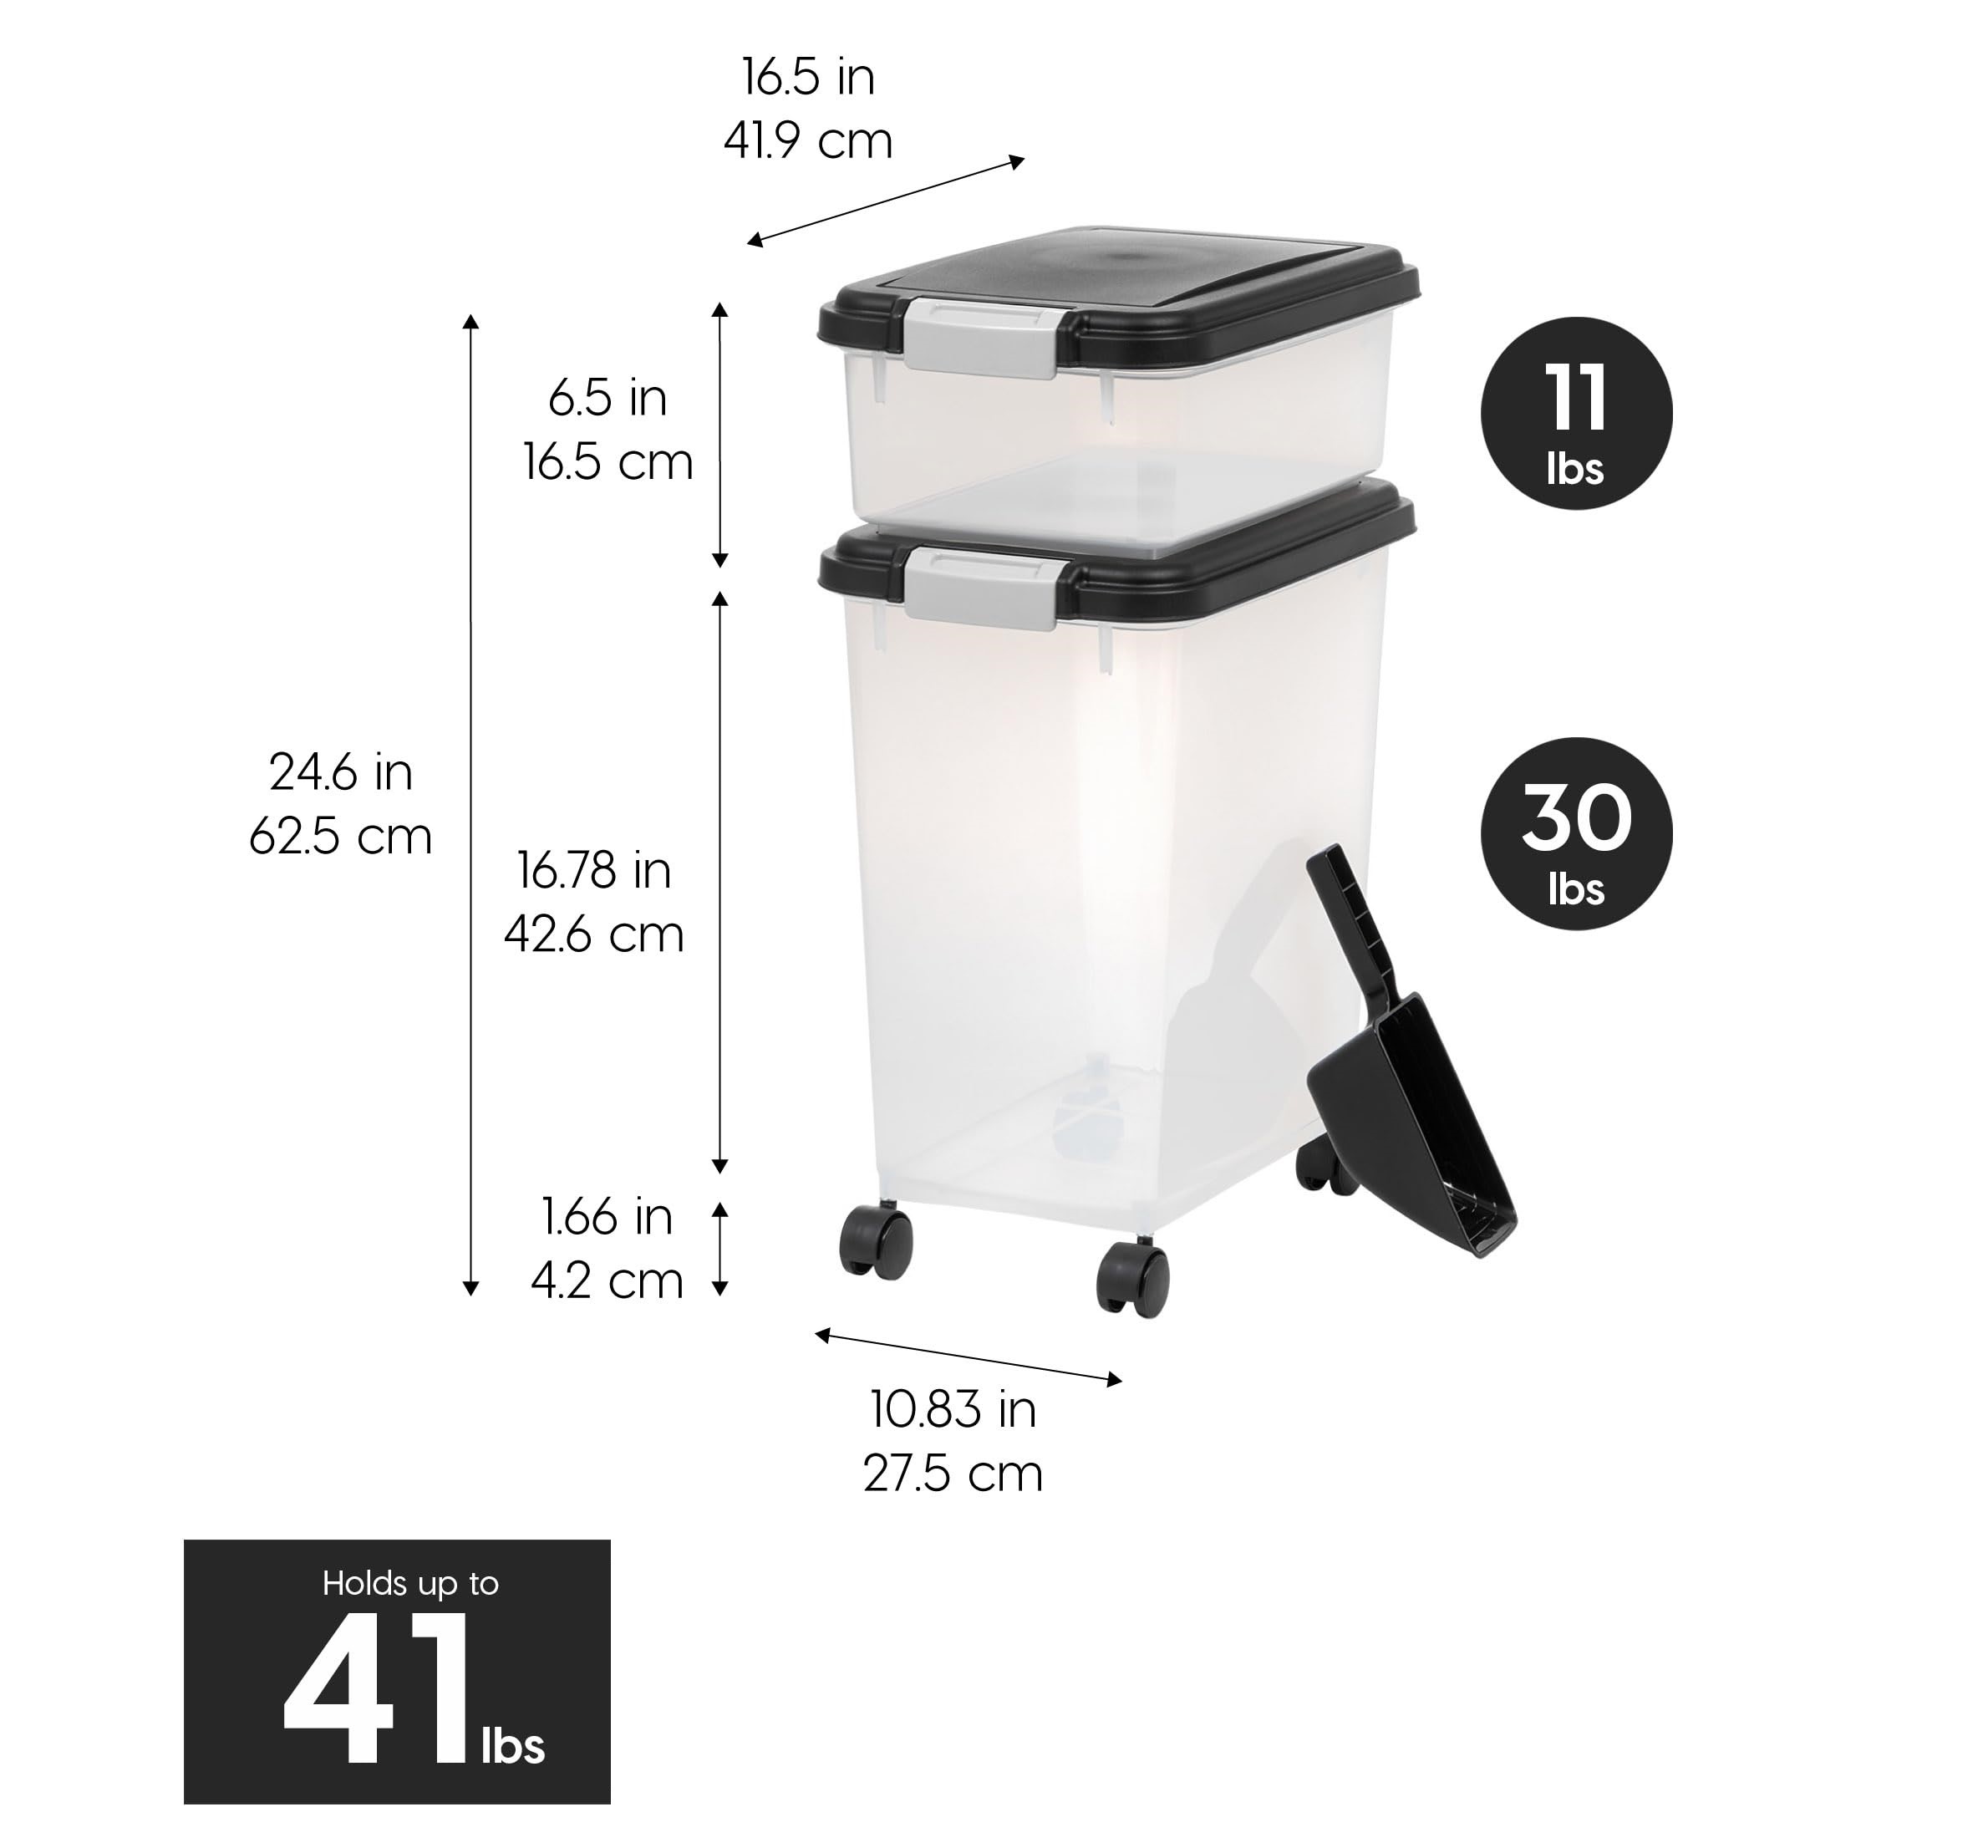 16.5 in
41.9 cm
6.5 in
16.5 cm
11
lbs
24.6 in
62.5 cm
16.78 in
42.6 cm
30
lbs
1.66 in
4.2 cm
10.83 in
27.5 cm
Holds up to
41 lbs